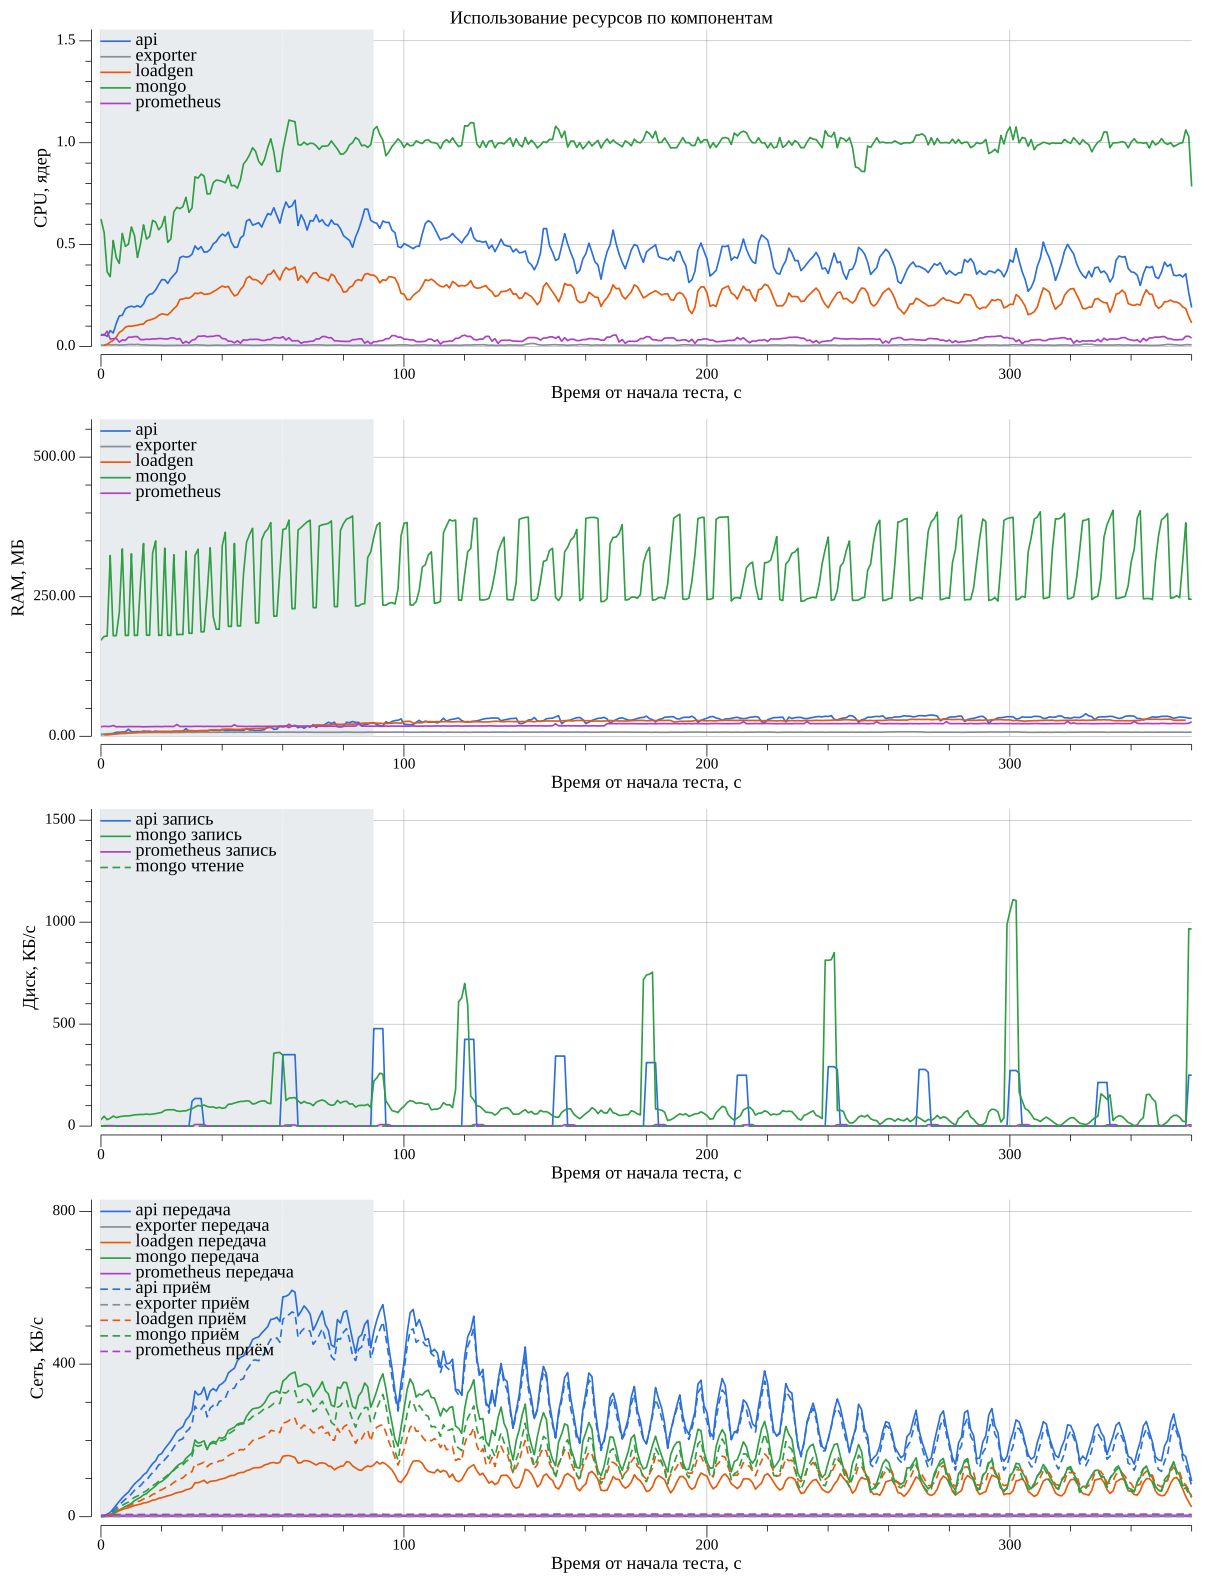 Использование ресурсов по компонентам
1.5
1.0
0.5
0.0
CPU, ядер
api
exporter
loadgen
mongo
prometheus
0 100 200 300
Время от начала теста, с
500.00
250.00
0.00
RAM, МБ
api
exporter
loadgen
mongo
prometheus
0 100 200 300
Время от начала теста, с
1500
1000
500
0
Диск, КБ/с
api запись
mongo запись
prometheus запись
mongo чтение
0 100 200 300
Время от начала теста, с
800
400
0
Сеть, КБ/с
api передача
exporter передача
loadgen передача
mongo передача
prometheus передача
api приём
exporter приём
loadgen приём
mongo приём
prometheus приём
0 100 200 300
Время от начала теста, с